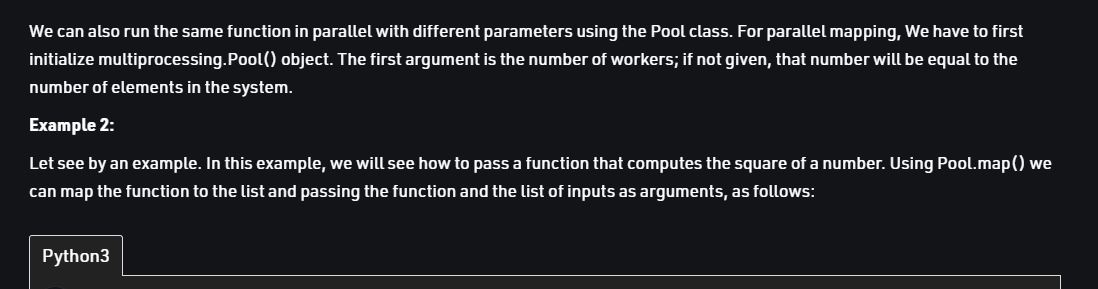 We can also run the same function in parallel with different parameters using the Pool class. For parallel mapping, We have to first
initialize multiprocessing.Pool() object. The first argument is the number of workers; if not given, that number will be equal to the
number of elements in the system.
Example 2:
Let see by an example. In this example, we will see how to pass a function that computes the square of a number. Using Pool.map() we
can map the function to the list and passing the function and the list of inputs as arguments, as follows:
Python3